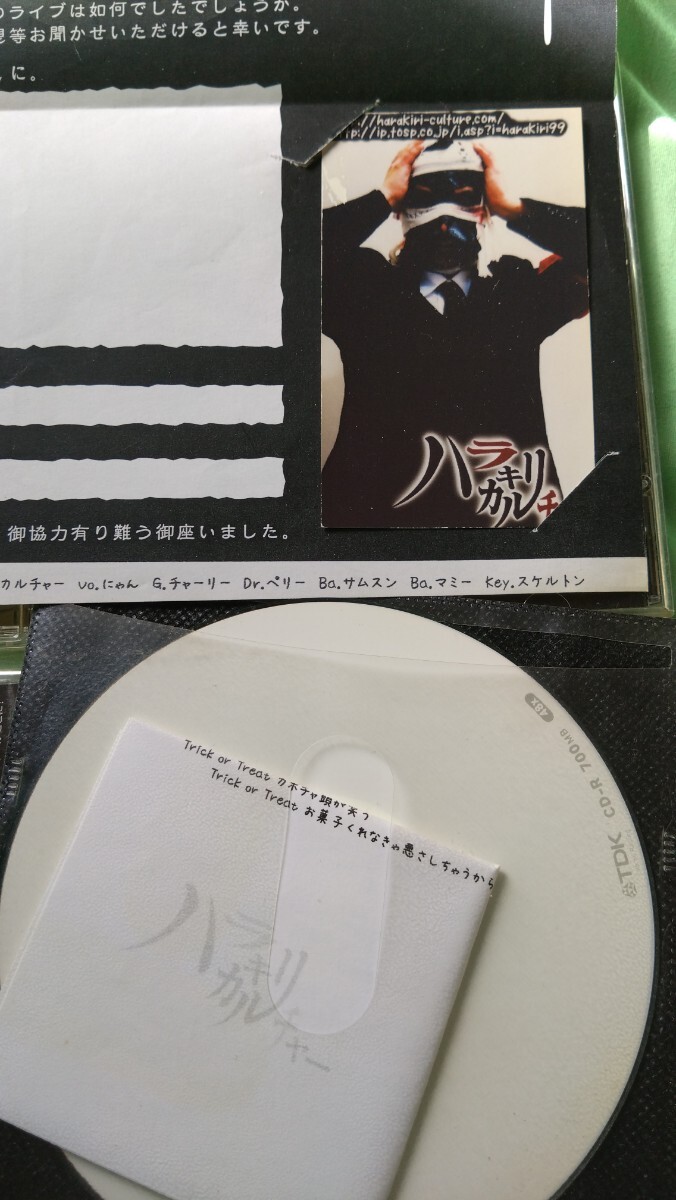 のライブは如何でしたでしょうか。
等お聞かせいただけると幸いです。
に。
://harakiri-culture.com/
p://ip.tosp.co.jp/i.asp?i=harakiri99
ハラキリ
カルチ
御協力有り難う御座いました。
カルチャー vo.にゃん G.チャーリー Dr.ペリー Ba.サムスン Ba.マミー Key.スケルトン
48X
CD-R 700MB
TDK
Trick or Treat カボチャ頭が笑う
Trick or Treat お菓子くれなきゃ悪さしちゃうから
ハラキリ
カルチャー